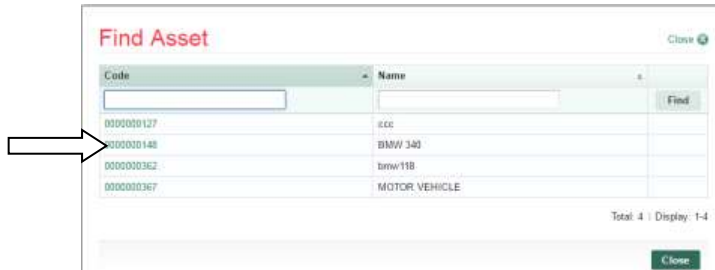 Find Asset
Close
Code Name
Find
0000000127 ccc
0000000148 BMW 340
0000000362 bmw118
0000000367 MOTOR VEHICLE
Total: 4 | Display: 1-4
Close